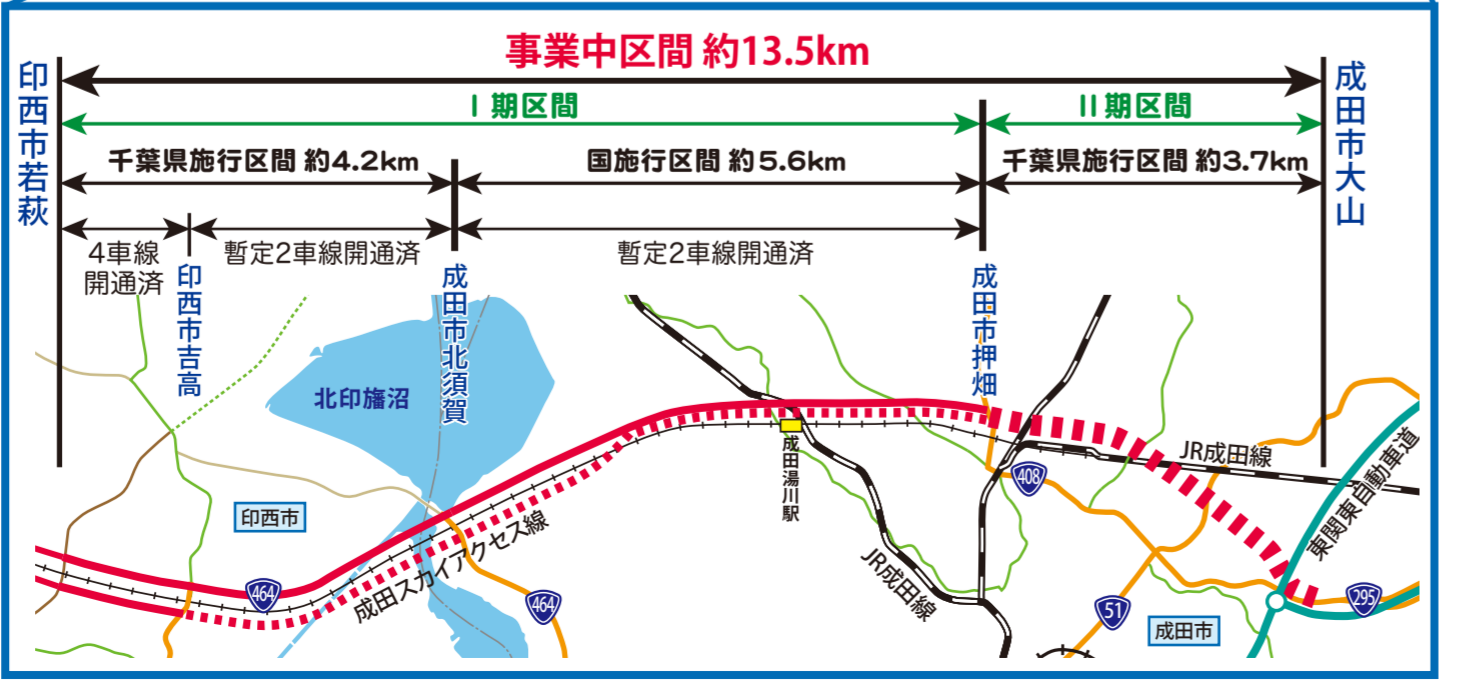 事業中区間 約13.5km
印西市若萩
成田市大山
I期区間
II期区間
千葉県施行区間 約4.2km
国施行区間 約5.6km
千葉県施行区間 約3.7km
4車線
開通済
暫定2車線開通済
暫定2車線開通済
印西市吉高
成田市北須賀
成田市押畑
北印旛沼
成田湯川駅
JR成田線
408
東関東自動車道
印西市
成田スカイアクセス線
JR成田線
464
464
51
295
成田市